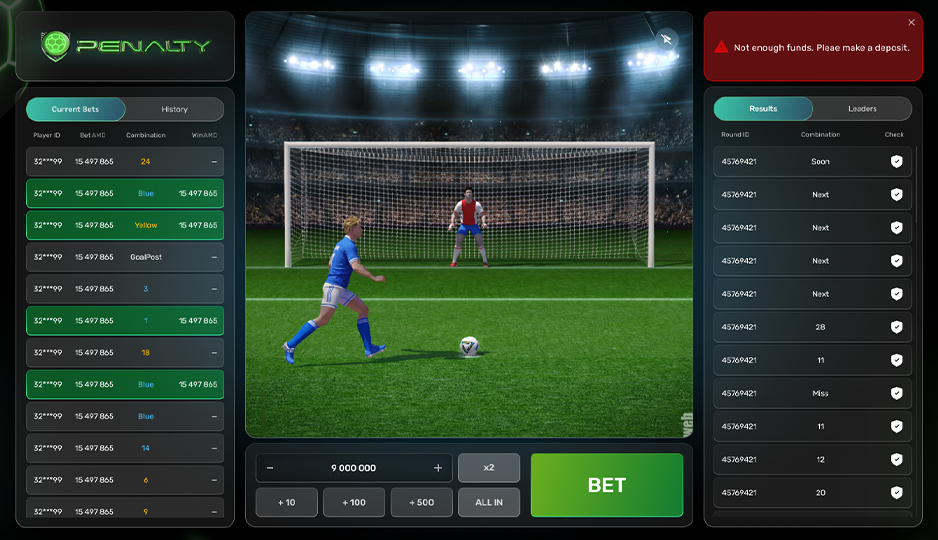 PENALTY
Current Bets History
Player ID Bet AMD Combination Win AMD
32***99 15 497 865 24 –
32***99 15 497 865 Blue 15 497 865
32***99 15 497 865 Yellow 15 497 865
32***99 15 497 865 GoalPost –
32***99 15 497 865 3 –
32***99 15 497 865 1 15 497 865
32***99 15 497 865 18 –
32***99 15 497 865 Blue 15 497 865
32***99 15 497 865 Blue –
32***99 15 497 865 14 –
32***99 15 497 865 6 –
32***99 15 497 865 9 –
– 9 000 000 + x2
+ 10 + 100 + 500 ALL IN
BET
Not enough funds. Pleae make a deposit.
Results Leaders
Round ID Combination Check
45769421 Soon
45769421 Next
45769421 Next
45769421 Next
45769421 Next
45769421 28
45769421 11
45769421 Miss
45769421 11
45769421 12
45769421 20